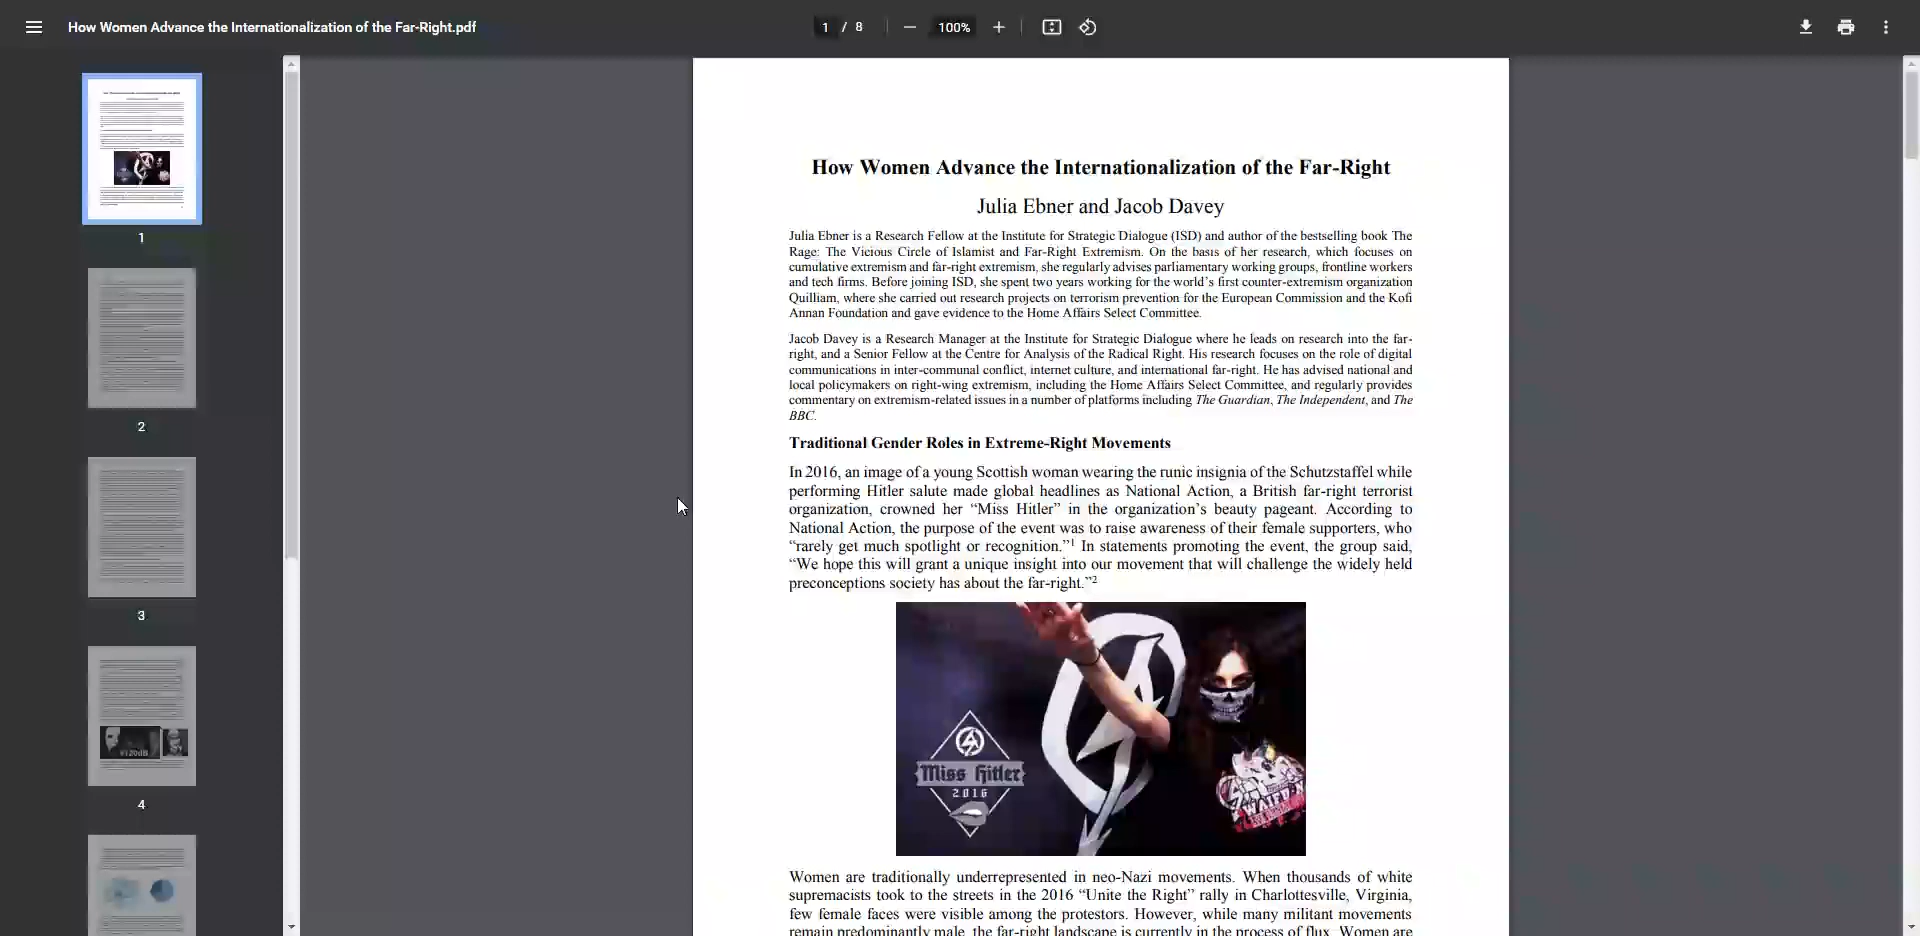 How Women Advance the Internationalization of the Far-Right.pdf
1 / 8
100%
1
2
3
4
How Women Advance the Internationalization of the Far-Right
Julia Ebner and Jacob Davey
Julia Ebner is a Research Fellow at the Institute for Strategic Dialogue (ISD) and author of the bestselling book The
Rage: The Vicious Circle of Islamist and Far-Right Extremism. On the basis of her research, which focuses on
cumulative extremism and far-right extremism, she regularly advises parliamentary working groups, frontline workers
and tech firms. Before joining ISD, she spent two years working for the world's first counter-extremism organization
Quilliam, where she carried out research projects on terrorism prevention for the European Commission and the Kofi
Annan Foundation and gave evidence to the Home Affairs Select Committee.
Jacob Davey is a Research Manager at the Institute for Strategic Dialogue where he leads on research into the far-
right, and a Senior Fellow at the Centre for Analysis of the Radical Right. His research focuses on the role of digital
communications in inter-communal conflict, internet culture, and international far-right. He has advised national and
local policymakers on right-wing extremism, including the Home Affairs Select Committee, and regularly provides
commentary on extremism-related issues in a number of platforms including The Guardian, The Independent, and The
BBC.
Traditional Gender Roles in Extreme-Right Movements
In 2016, an image of a young Scottish woman wearing the runic insignia of the Schutzstaffel while
performing Hitler salute made global headlines as National Action, a British far-right terrorist
organization, crowned her “Miss Hitler” in the organization’s beauty pageant. According to
National Action, the purpose of the event was to raise awareness of their female supporters, who
“rarely get much spotlight or recognition.”1 In statements promoting the event, the group said,
“We hope this will grant a unique insight into our movement that will challenge the widely held
preconceptions society has about the far-right.”2
Miss Hitler
2016
Women are traditionally underrepresented in neo-Nazi movements. When thousands of white
supremacists took to the streets in the 2016 “Unite the Right” rally in Charlottesville, Virginia,
few female faces were visible among the protestors. However, while many militant movements
remain predominantly male, the far-right landscape is currently in the process of flux. Women are